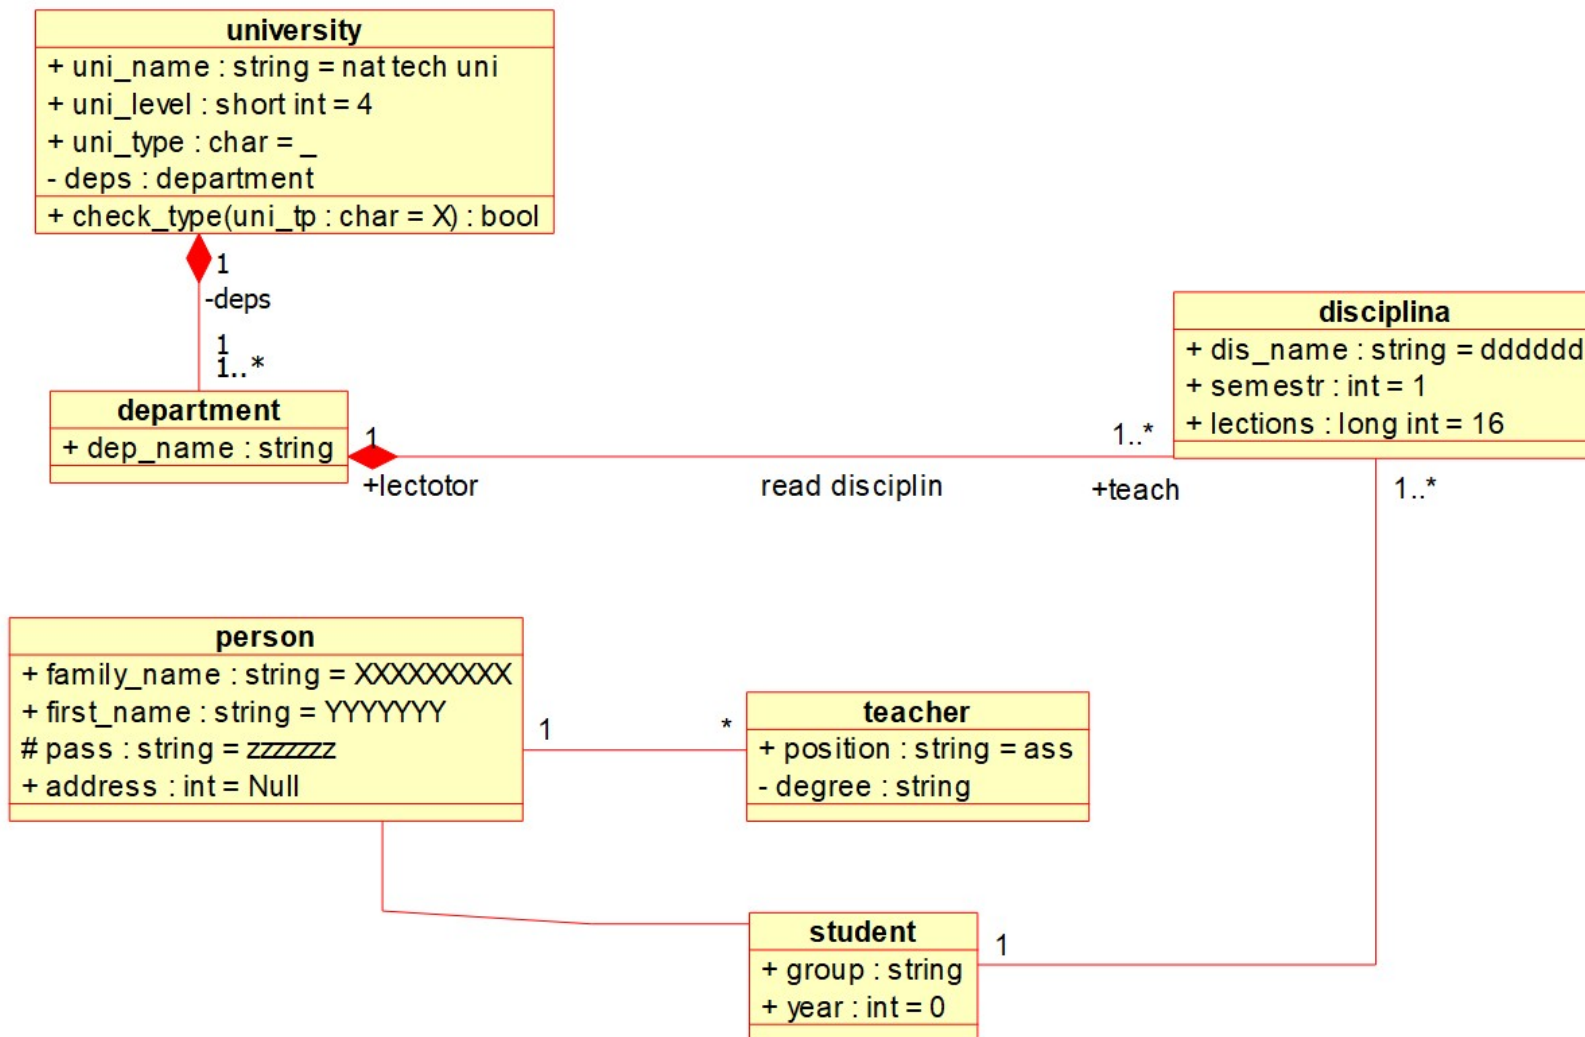 university
+ uni_name : string = nat tech uni
+ uni_level : short int = 4
+ uni_type : char = _
- deps : department
+ check_type(uni_tp : char = X) : bool
1
-deps
1
1..*
department
+ dep_name : string
1
+lectotor
read disciplin
1..*
+teach
disciplina
+ dis_name : string = dddddd
+ semestr : int = 1
+ lections : long int = 16
1..*
person
+ family_name : string = XXXXXXXXX
+ first_name : string = YYYYYYY
# pass : string = zzzzzzz
+ address : int = Null
1
*
teacher
+ position : string = ass
- degree : string
student
+ group : string
+ year : int = 0
1